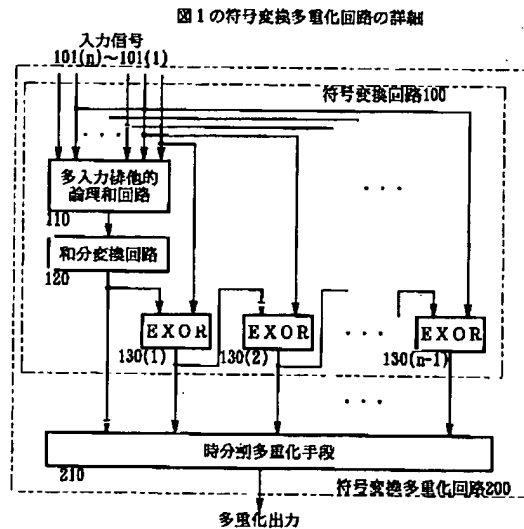 図1の符号変換多重化回路の詳細
入力信号
101(n)〜101(1)
符号変換回路100
多入力排他的
論理和回路
110
和分変換回路
120
EXOR
EXOR
EXOR
130(1)
130(2)
130(n-1)
時分割多重化手段
210
符号変換多重化回路200
多重化出力